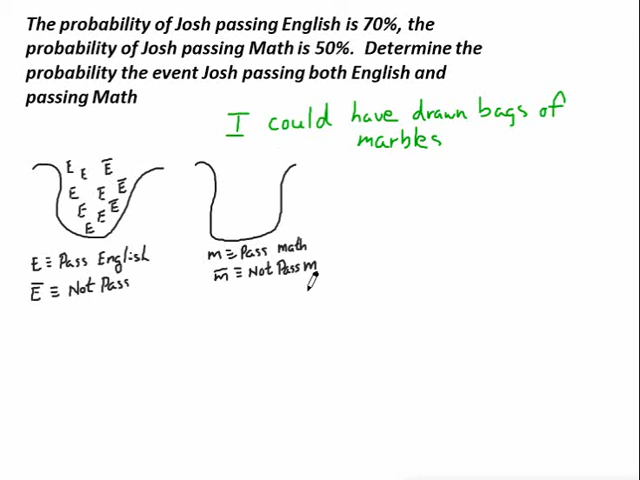 The probability of Josh passing English is 70%, the
probability of Josh passing Math is 50%. Determine the
probability the event Josh passing both English and
passing Math
I could have drawn bags of
marbles
E E E̅
E E̅ E̅
E E̅ E̅
E
E ≡ Pass English
E̅ ≡ Not Pass
m ≡ Pass math
m̅ ≡ Not Pass m